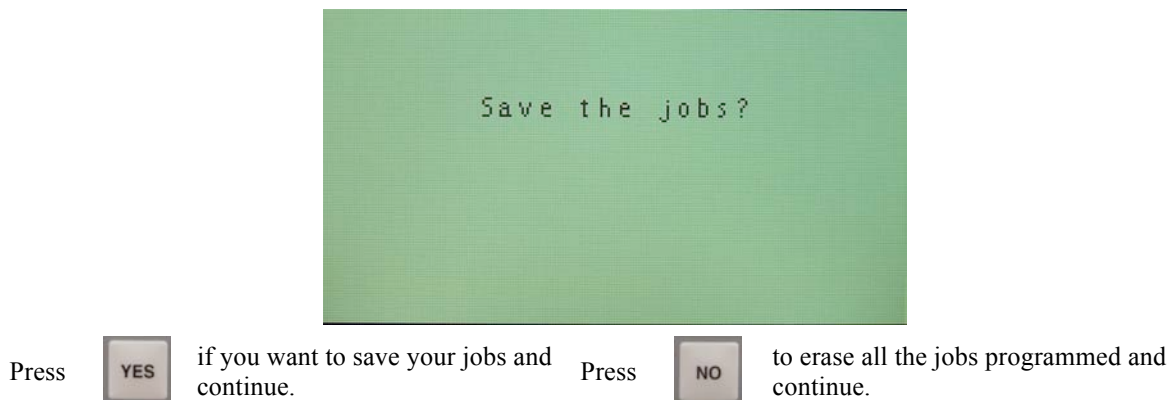 Save the jobs?
Press YES if you want to save your jobs and continue.
Press NO to erase all the jobs programmed and continue.